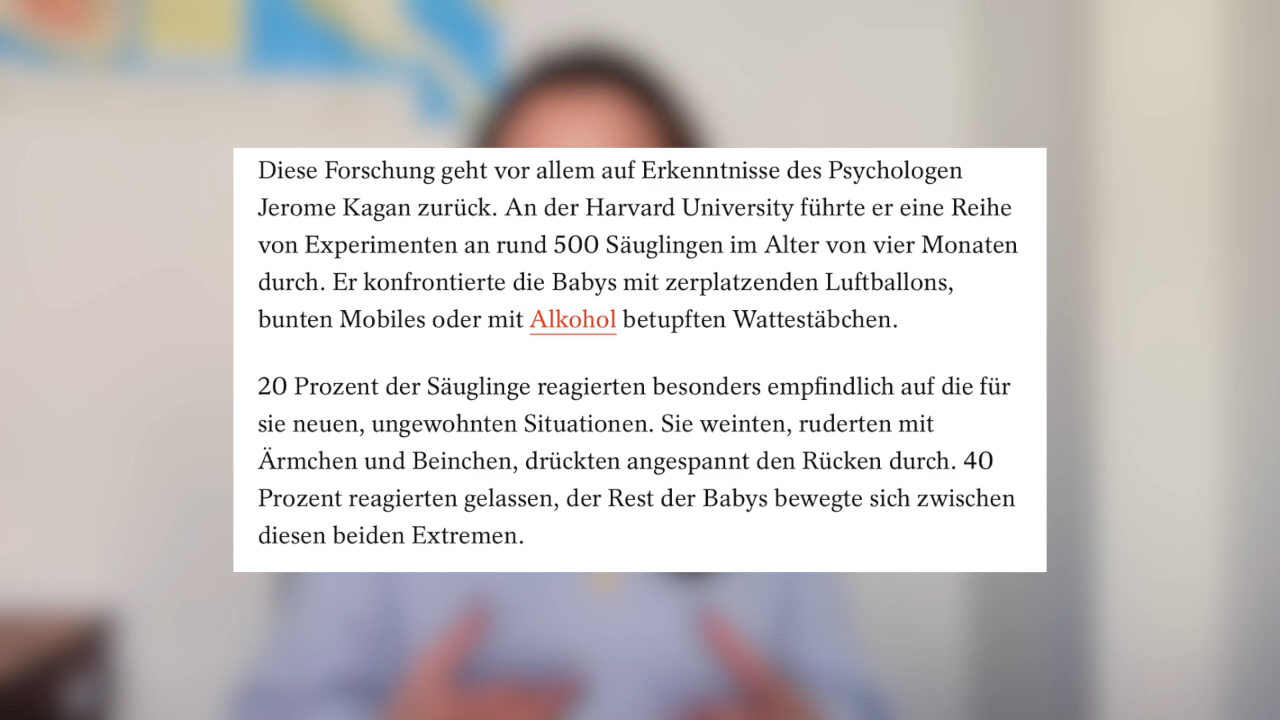 Diese Forschung geht vor allem auf Erkenntnisse des Psychologen
Jerome Kagan zurück. An der Harvard University führte er eine Reihe
von Experimenten an rund 500 Säuglingen im Alter von vier Monaten
durch. Er konfrontierte die Babys mit zerplatzenden Luftballons,
bunten Mobiles oder mit Alkohol betupften Wattestäbchen.
20 Prozent der Säuglinge reagierten besonders empfindlich auf die für
sie neuen, ungewohnten Situationen. Sie weinten, ruderten mit
Ärmchen und Beinchen, drückten angespannt den Rücken durch. 40
Prozent reagierten gelassen, der Rest der Babys bewegte sich zwischen
diesen beiden Extremen.